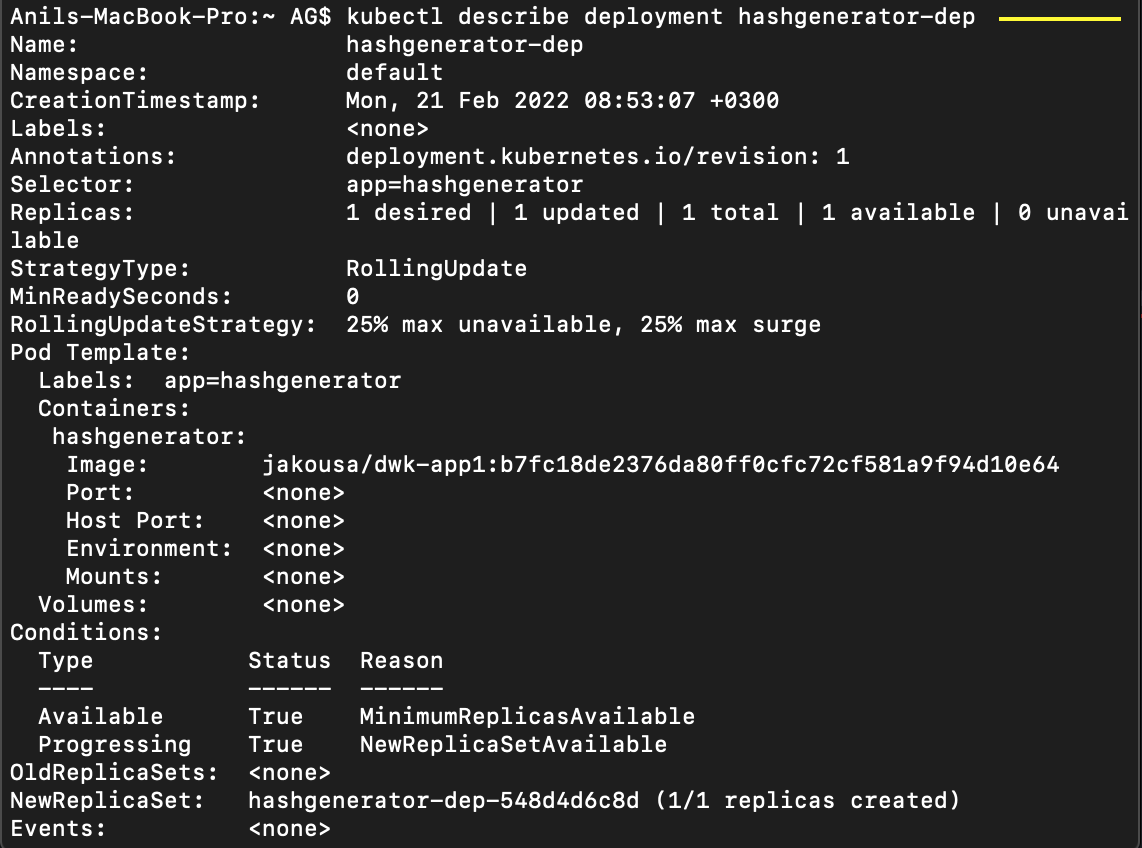 Anils-MacBook-Pro:~ AG$ kubectl describe deployment hashgenerator-dep
Name:                   hashgenerator-dep
Namespace:              default
CreationTimestamp:      Mon, 21 Feb 2022 08:53:07 +0300
Labels:                 <none>
Annotations:            deployment.kubernetes.io/revision: 1
Selector:               app=hashgenerator
Replicas:               1 desired | 1 updated | 1 total | 1 available | 0 unavai
lable
StrategyType:           RollingUpdate
MinReadySeconds:        0
RollingUpdateStrategy:  25% max unavailable, 25% max surge
Pod Template:
  Labels:  app=hashgenerator
  Containers:
   hashgenerator:
    Image:        jakousa/dwk-app1:b7fc18de2376da80ff0cfc72cf581a9f94d10e64
    Port:         <none>
    Host Port:    <none>
    Environment:  <none>
    Mounts:       <none>
  Volumes:        <none>
Conditions:
  Type           Status  Reason
  ----           ------  ------
  Available      True    MinimumReplicasAvailable
  Progressing    True    NewReplicaSetAvailable
OldReplicaSets:  <none>
NewReplicaSet:   hashgenerator-dep-548d4d6c8d (1/1 replicas created)
Events:          <none>